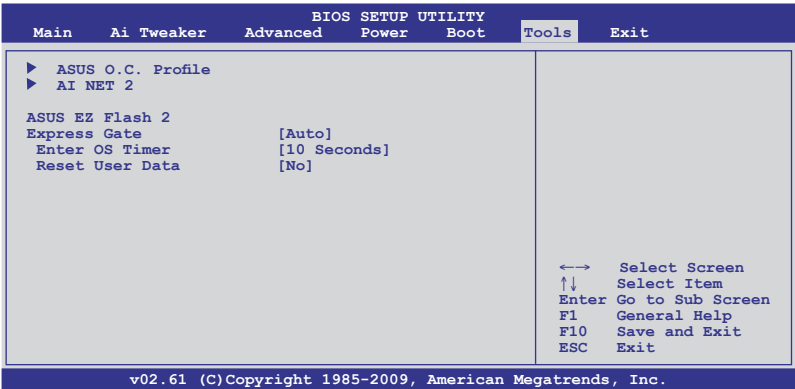 BIOS SETUP UTILITY
Main Ai Tweaker Advanced Power Boot Tools Exit
ASUS O.C. Profile
AI NET 2
ASUS EZ Flash 2
Express Gate [Auto]
Enter OS Timer [10 Seconds]
Reset User Data [No]
←→ Select Screen
↑↓ Select Item
Enter Go to Sub Screen
F1 General Help
F10 Save and Exit
ESC Exit
v02.61 (C)Copyright 1985-2009, American Megatrends, Inc.